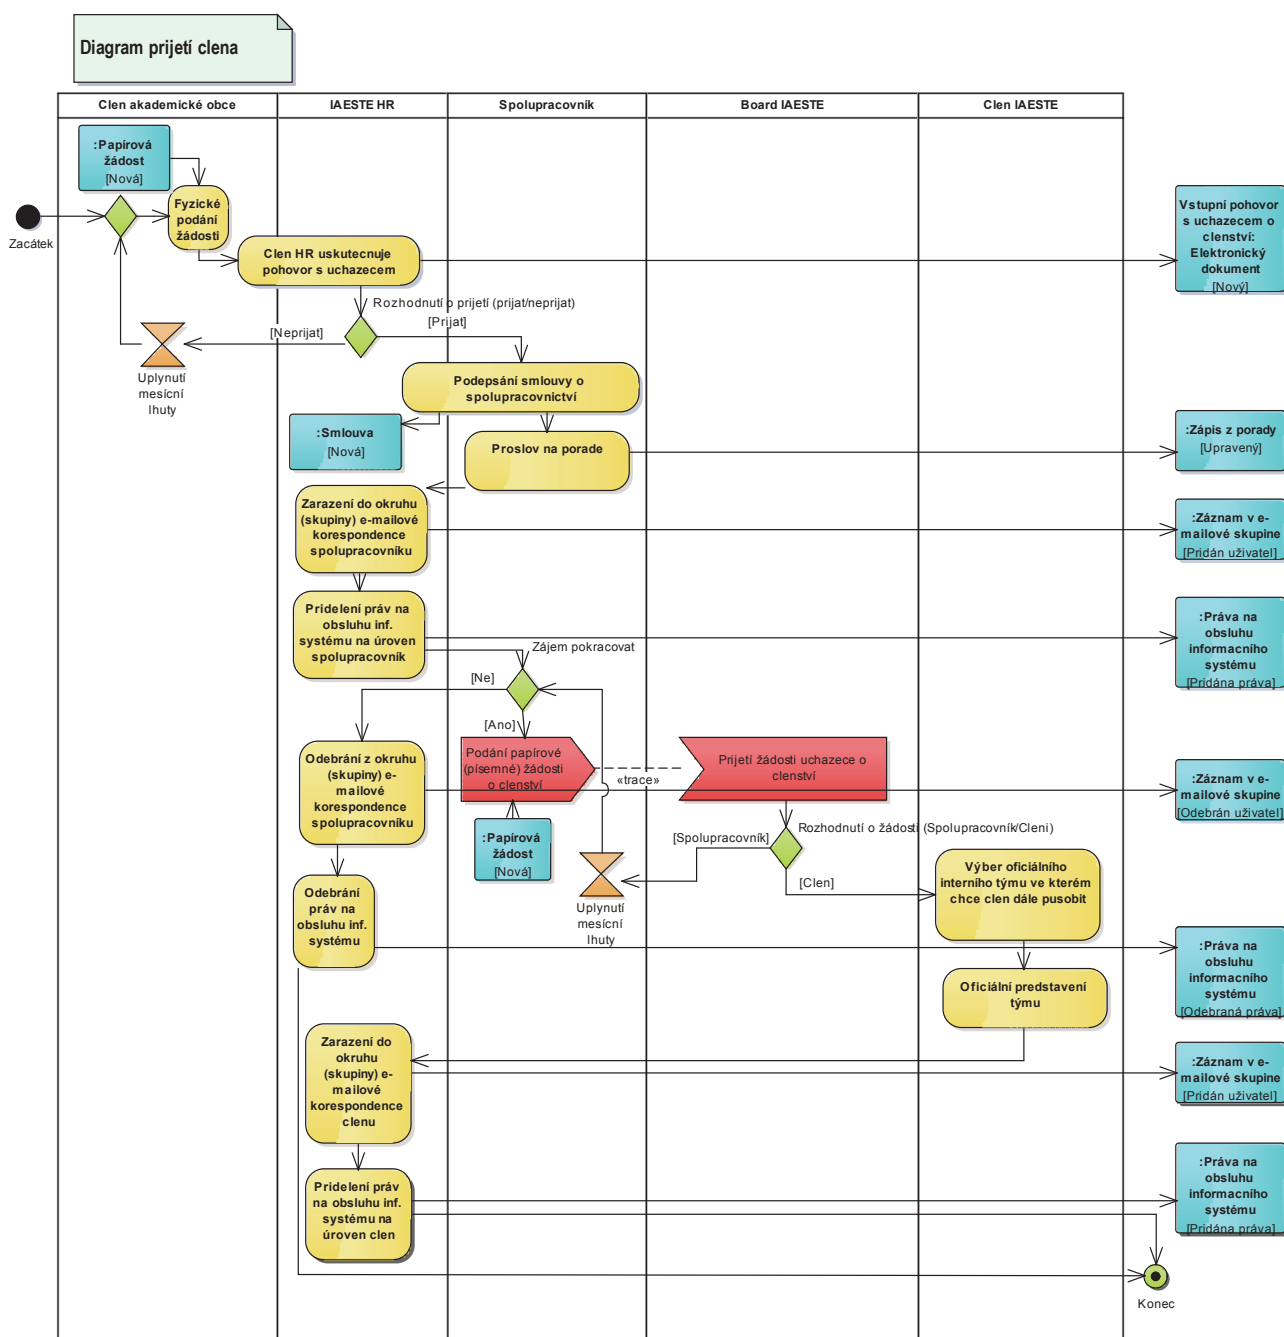 Diagram prijetí clena
Clen akademické obce
IAESTE HR
Spolupracovník
Board IAESTE
Clen IAESTE
:Papírová
žádost
[Nová]
Zacátek
Fyzické
podání
žádosti
Clen HR uskutecnuje
pohovor s uchazecem
Vstupní pohovor
s uchazecem o
clenství:
Elektronický
dokument
[Nový]
Rozhodnutí o prijetí (prijat/neprijat)
[Neprijat]
[Prijat]
Uplynutí
mesícní
lhuty
Podepsání smlouvy o
spolupracovnictví
:Smlouva
[Nová]
Proslov na porade
:Zápis z porady
[Upravený]
Zarazení do okruhu
(skupiny) e-mailové
korespondence
spolupracovníku
:Záznam v e-
mailové skupine
[Pridán uživatel]
Pridelení práv na
obsluhu inf.
systému na úroven
spolupracovník
:Práva na
obsluhu
informacního
systému
[Pridána práva]
Zájem pokracovat
[Ne]
[Ano]
Odebrání z okruhu
(skupiny) e-
mailové
korespondence
spolupracovníku
Podání papírové
(písemné) žádosti
o clenství
«trace»
Prijetí žádosti uchazece o
clenství
:Záznam v e-
mailové skupine
[Odebrán uživatel]
:Papírová
žádost
[Nová]
[Spolupracovník]
Rozhodnutí o žádosti (Spolupracovník/Cleni)
[Clen]
Uplynutí
mesícní
lhuty
Výber oficiálního
interního týmu ve kterém
chce clen dále pusobit
Odebrání
práv na
obsluhu inf.
systému
:Práva na
obsluhu
informacního
systému
[Odebraná práva]
Oficiální predstavení
týmu
Zarazení do
okruhu
(skupiny) e-
mailové
korespondence
clenu
:Záznam v e-
mailové skupine
[Pridán uživatel]
Pridelení práv
na obsluhu inf.
systému na
úroven clen
:Práva na
obsluhu
informacního
systému
[Pridána práva]
Konec